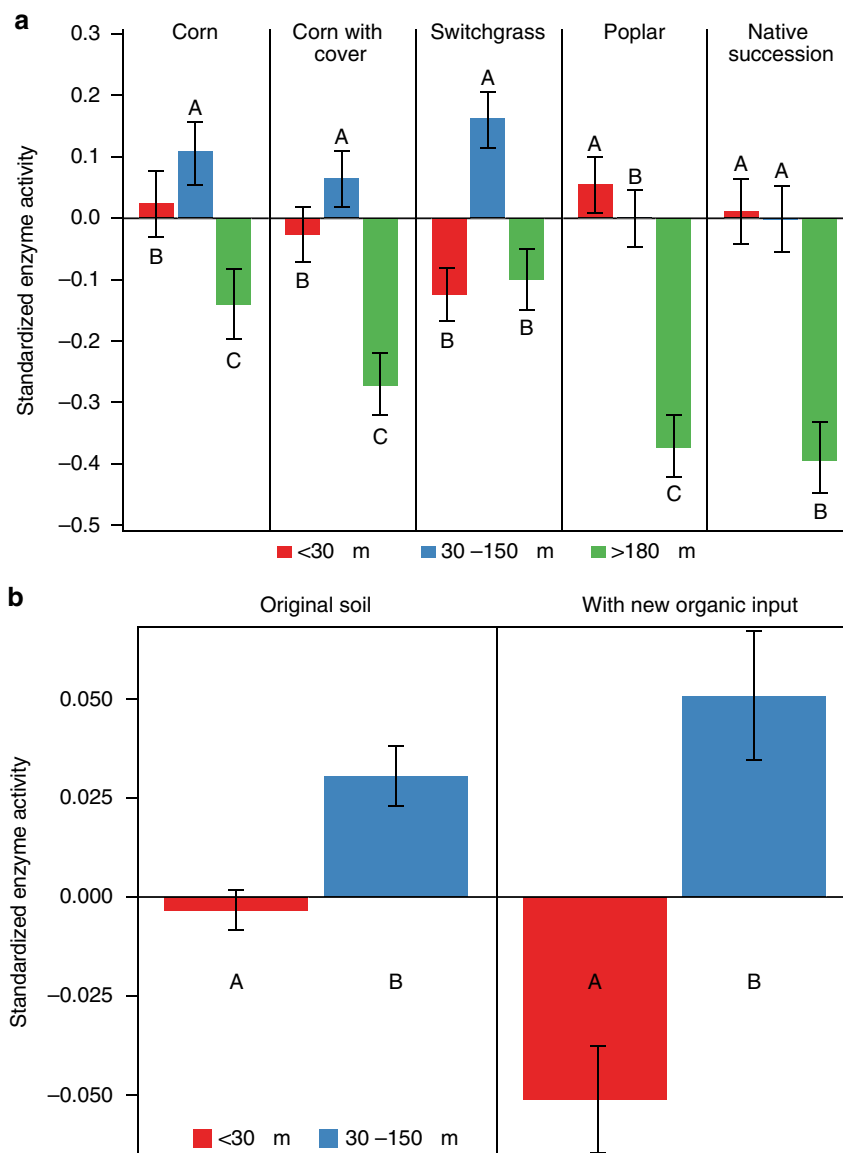 a
Corn
Corn with cover
Switchgrass
Poplar
Native succession
Standardized enzyme activity
0.3
0.2
0.1
0.0
–0.1
–0.2
–0.3
–0.4
–0.5
B A C
B A C
B A B
A B C
A A B
<30 m 30 –150 m >180 m
b
Original soil
With new organic input
Standardized enzyme activity
0.050
0.025
0.000
–0.025
–0.050
A B
A B
<30 m 30 –150 m